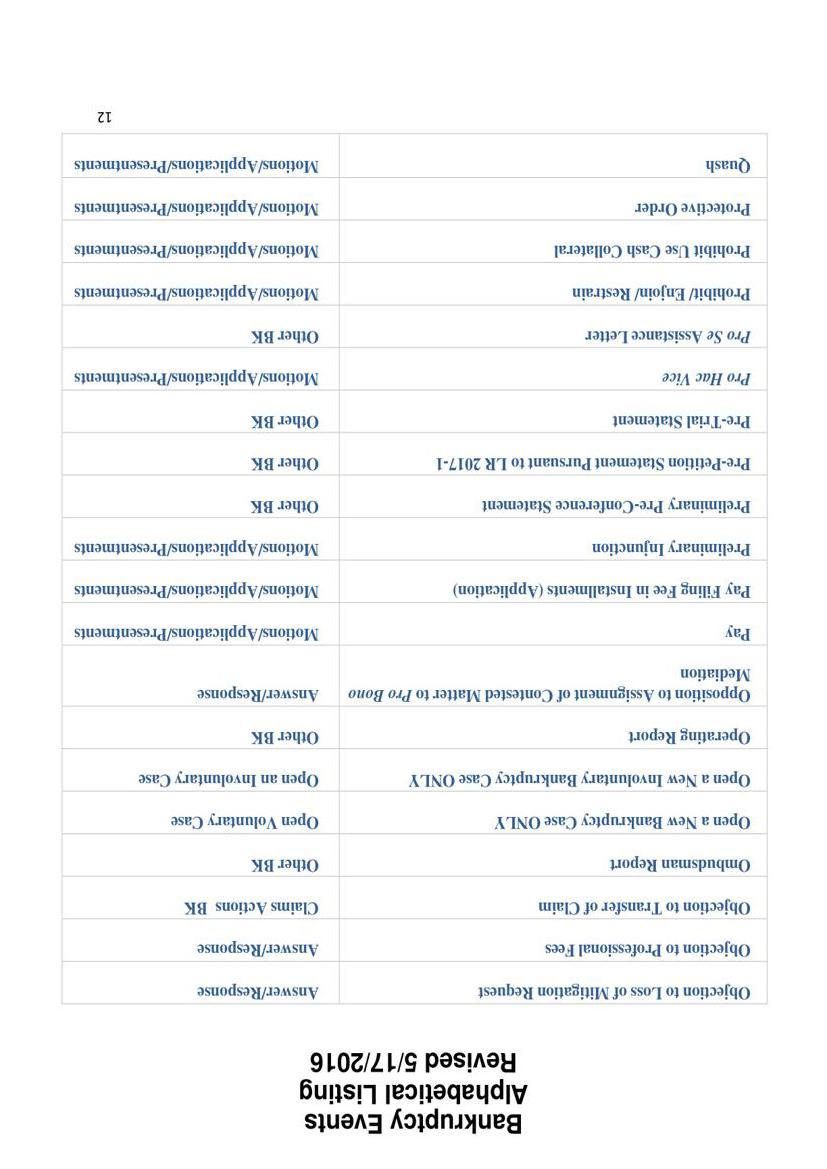 Bankruptcy Events
Alphabetical Listing
Revised 5/17/2016
Objection to Loss of Mitigation Request Answer/Response
Objection to Professional Fees Answer/Response
Objection to Transfer of Claim Claims Actions BK
Ombudsman Report Other BK
Open a New Bankruptcy Case ONLY Open Voluntary Case
Open a New Involuntary Bankruptcy Case ONLY Open an Involuntary Case
Operating Report Other BK
Opposition to Assignment of Contested Matter to Pro Bono Answer/Response
Mediation
Pay Motions/Applications/Presentments
Pay Filing Fee in Installments (Application) Motions/Applications/Presentments
Preliminary Injunction Motions/Applications/Presentments
Preliminary Pre-Conference Statement Other BK
Pre-Petition Statement Pursuant to LR 2017-1 Other BK
Pre-Trial Statement Other BK
Pro Hac Vice Motions/Applications/Presentments
Pro Se Assistance Letter Other BK
Prohibit/ Enjoin/ Restrain Motions/Applications/Presentments
Prohibit Use Cash Collateral Motions/Applications/Presentments
Protective Order Motions/Applications/Presentments
Quash Motions/Applications/Presentments
12